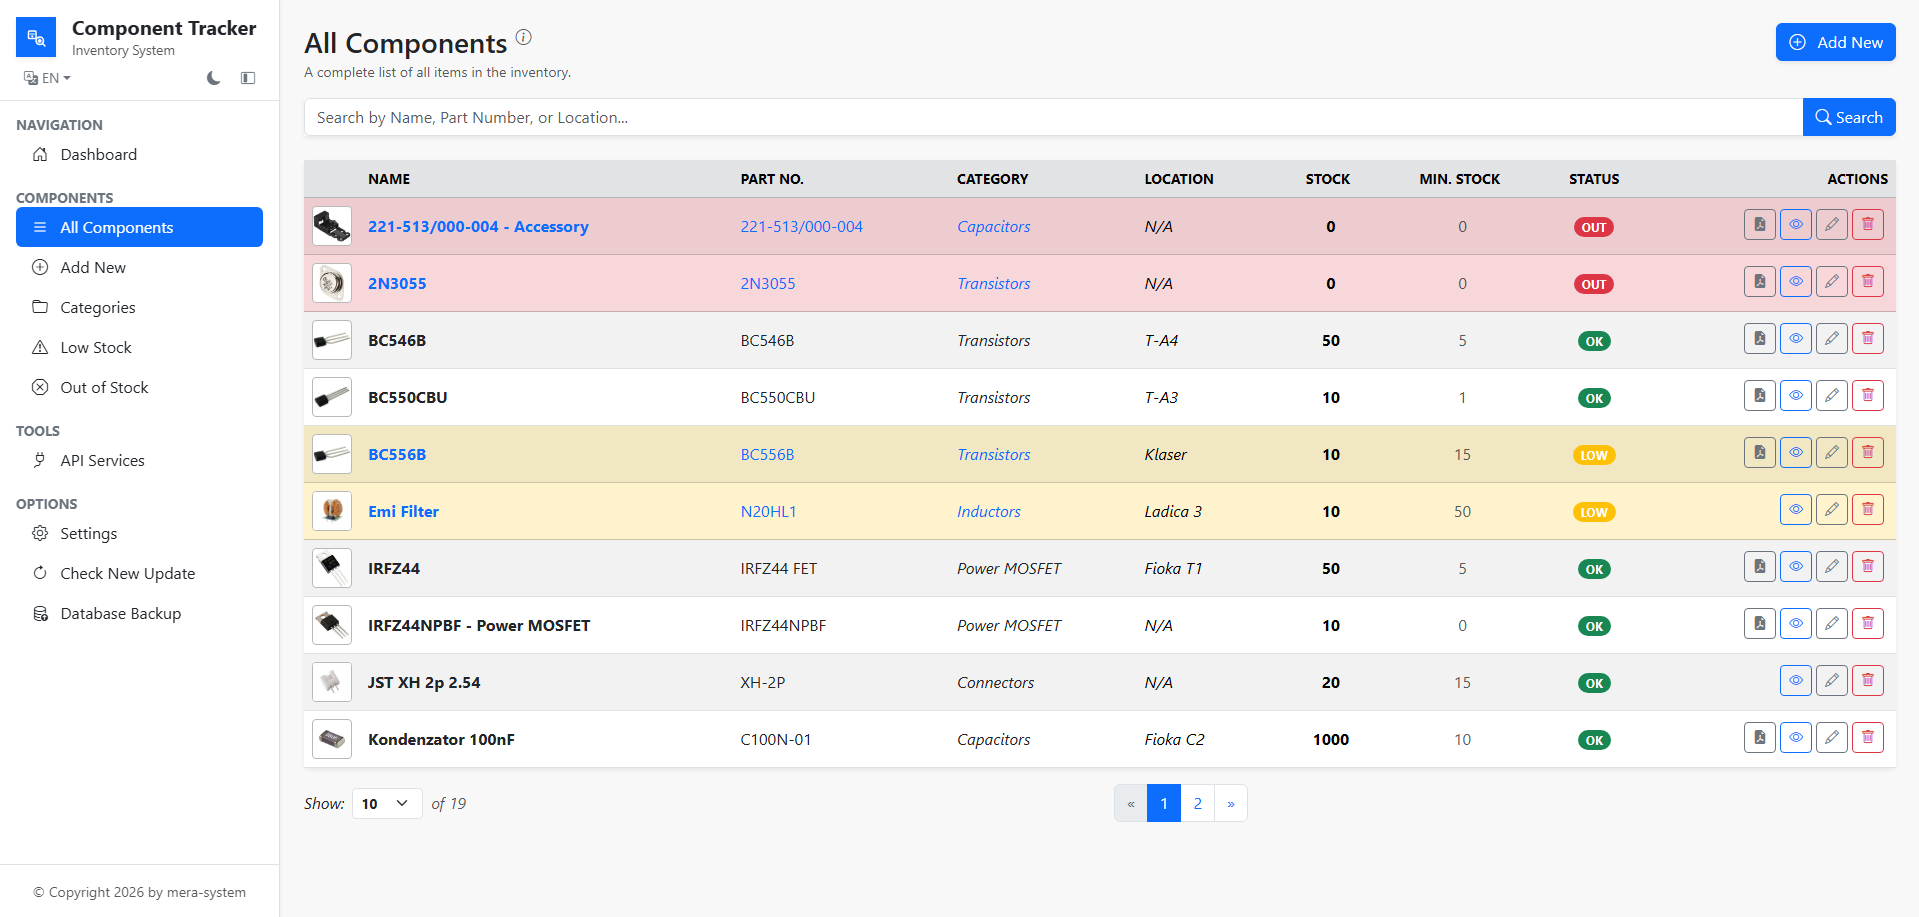 Component Tracker
Inventory System
EN
NAVIGATION
Dashboard
COMPONENTS
All Components
Add New
Categories
Low Stock
Out of Stock
TOOLS
API Services
OPTIONS
Settings
Check New Update
Database Backup
© Copyright 2026 by mera-system
All Components
A complete list of all items in the inventory.
Add New
Search by Name, Part Number, or Location...
Search
NAME PART NO. CATEGORY LOCATION STOCK MIN. STOCK STATUS ACTIONS
221-513/000-004 - Accessory 221-513/000-004 Capacitors N/A 0 0 OUT
2N3055 2N3055 Transistors N/A 0 0 OUT
BC546B BC546B Transistors T-A4 50 5 OK
BC550CBU BC550CBU Transistors T-A3 10 1 OK
BC556B BC556B Transistors Klaser 10 15 LOW
Emi Filter N20HL1 Inductors Ladica 3 10 50 LOW
IRFZ44 IRFZ44 FET Power MOSFET Fioka T1 50 5 OK
IRFZ44NPBF - Power MOSFET IRFZ44NPBF Power MOSFET N/A 10 0 OK
JST XH 2p 2.54 XH-2P Connectors N/A 20 15 OK
Kondenzator 100nF C100N-01 Capacitors Fioka C2 1000 10 OK
Show: 10 of 19
« 1 2 »